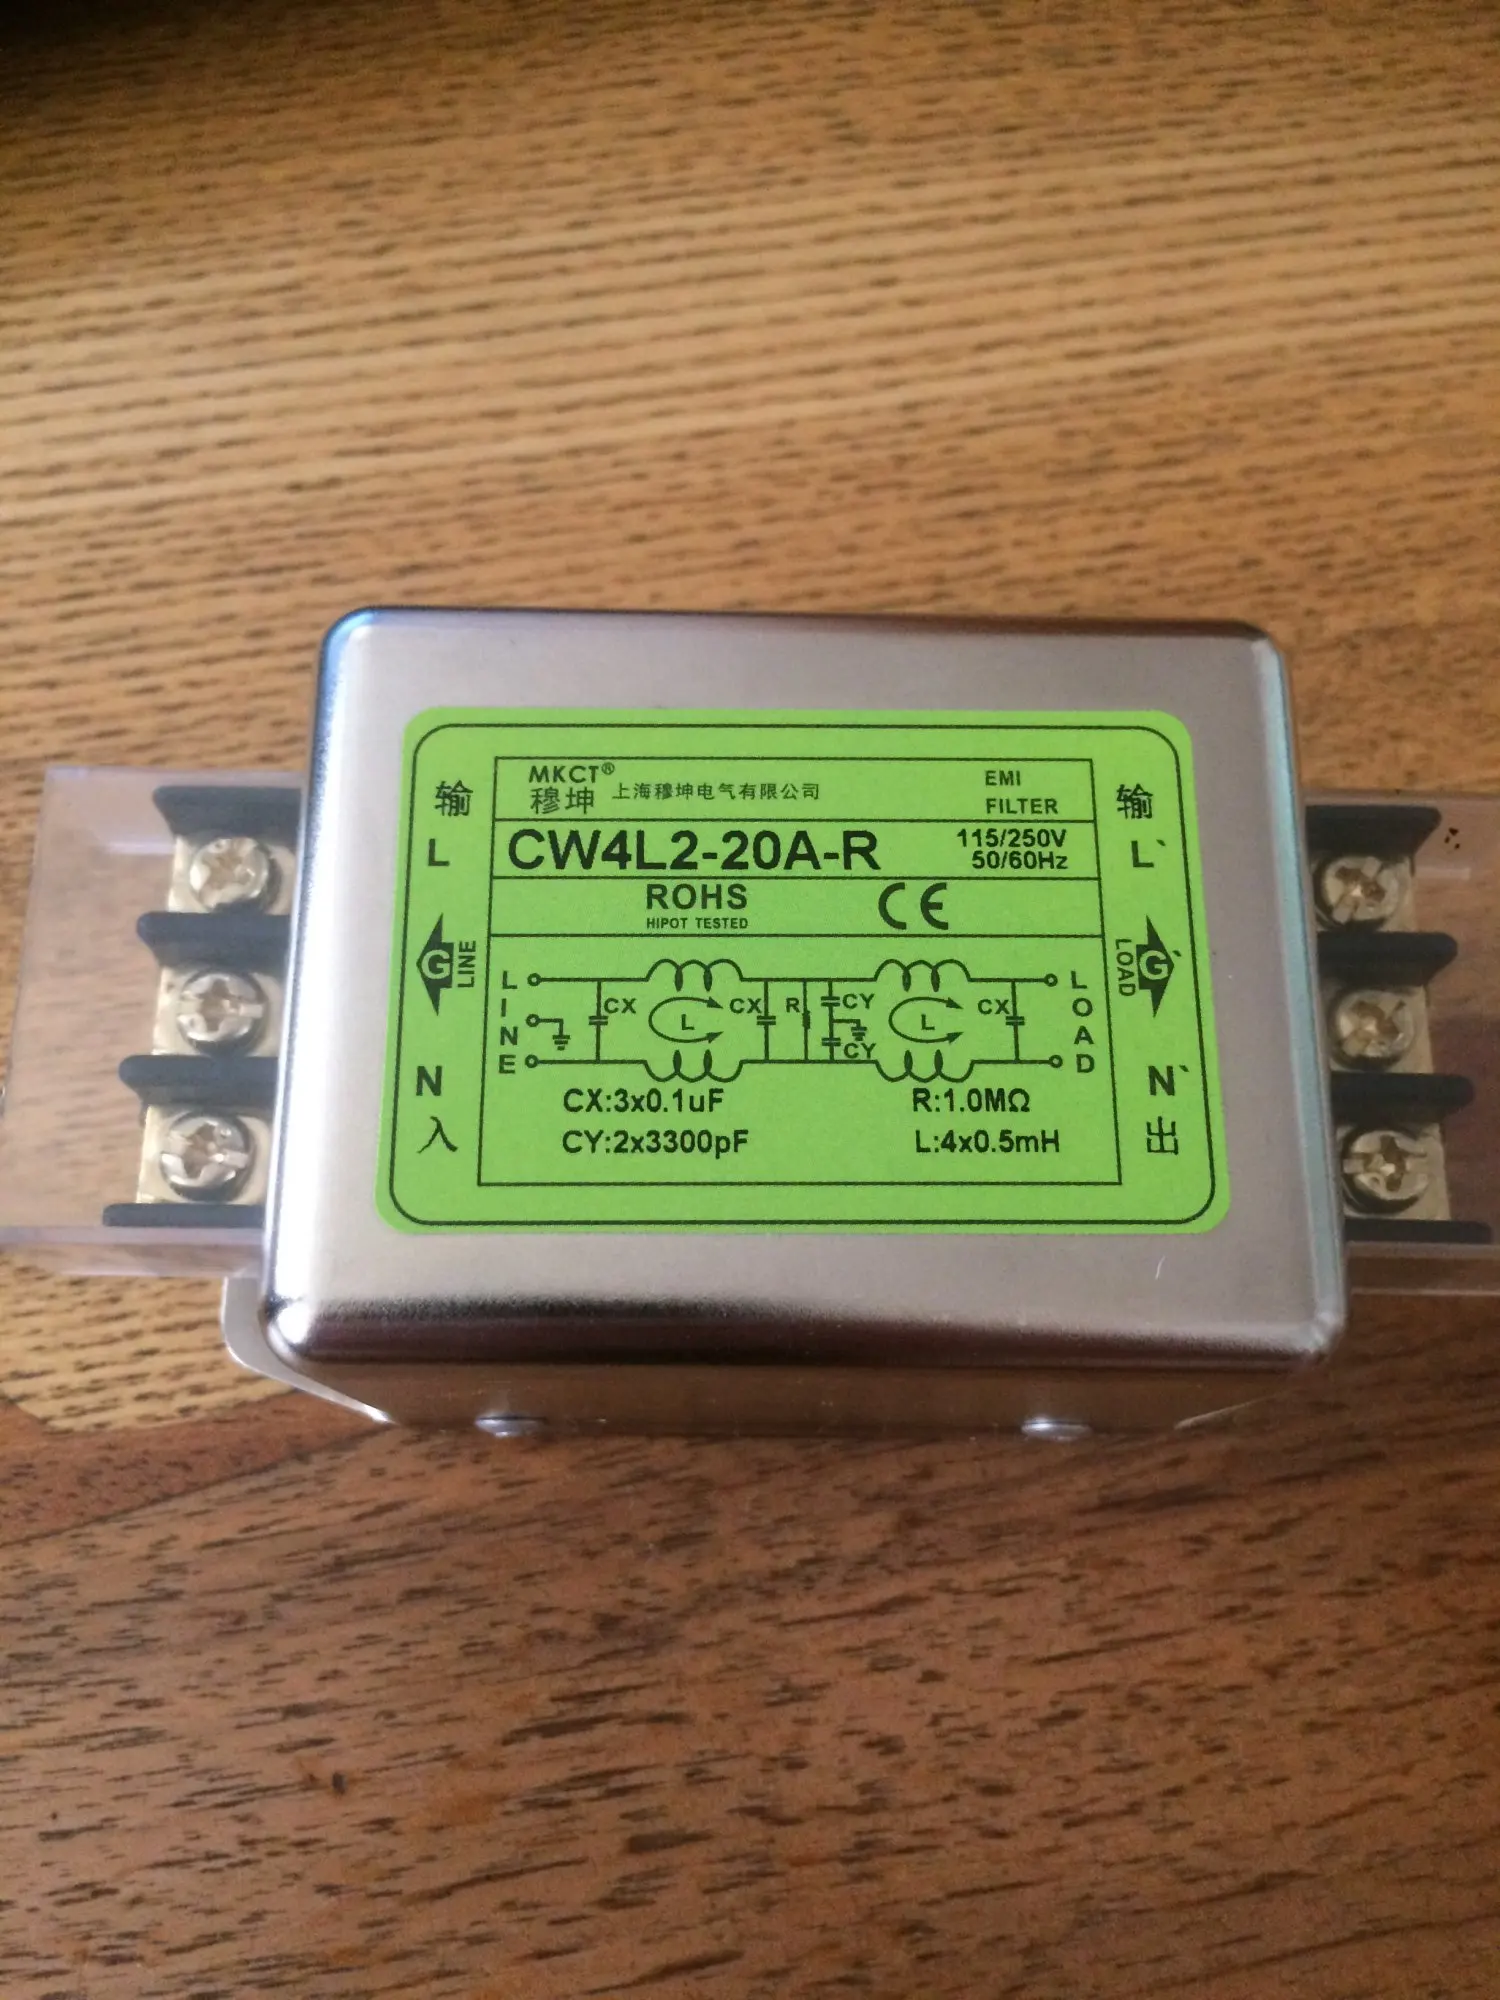 MKCT®
穆坤 上海穆坤电气有限公司
EMI
FILTER
CW4L2-20A-R
115/250V
50/60Hz
ROHS
HIPOT TESTED
CE
输
L
G
LINE
N
入
输
L`
G`
LOAD
N`
出
LINE
CX
L
CX
R
CY
CY
L
CX
LOAD
CX:3x0.1uF
R:1.0MΩ
CY:2x3300pF
L:4x0.5mH